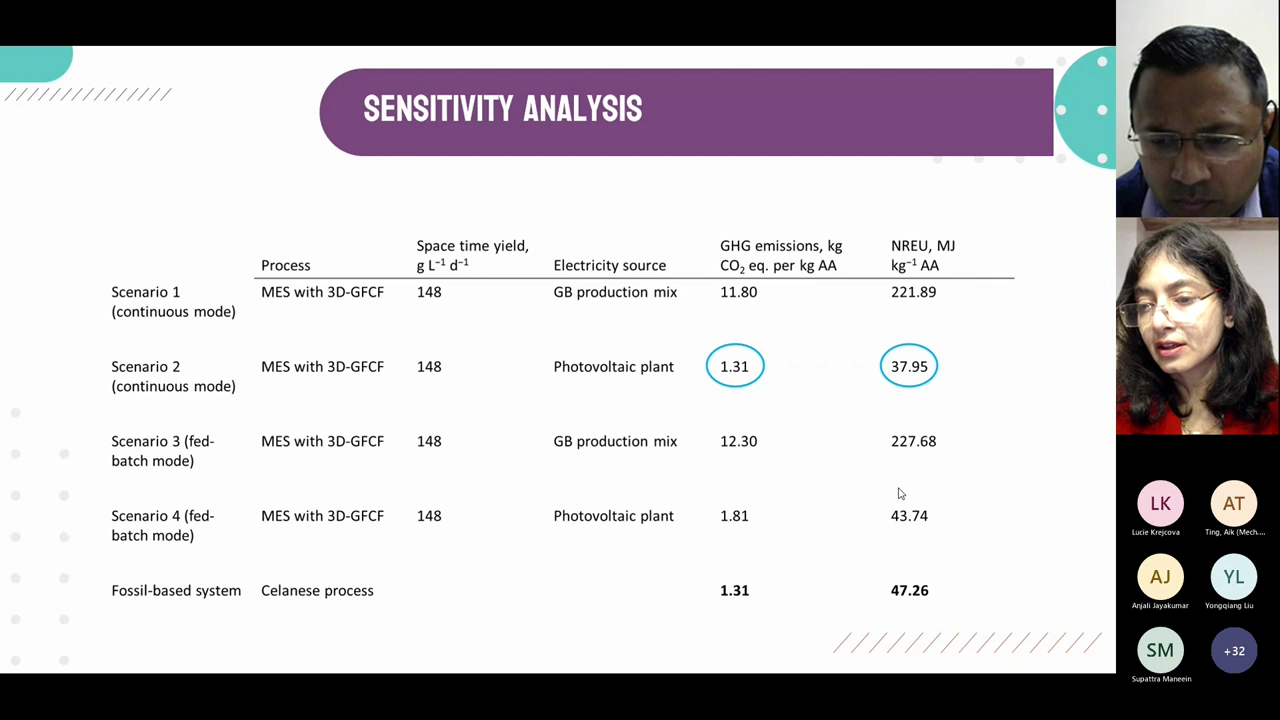 SENSITIVITY ANALYSIS
Process
Space time yield,
g L⁻¹ d⁻¹
Electricity source
GHG emissions, kg
CO₂ eq. per kg AA
NREU, MJ
kg⁻¹ AA
Scenario 1
(continuous mode)
MES with 3D-GFCF
148
GB production mix
11.80
221.89
Scenario 2
(continuous mode)
MES with 3D-GFCF
148
Photovoltaic plant
1.31
37.95
Scenario 3 (fed-
batch mode)
MES with 3D-GFCF
148
GB production mix
12.30
227.68
Scenario 4 (fed-
batch mode)
MES with 3D-GFCF
148
Photovoltaic plant
1.81
43.74
Fossil-based system
Celanese process
1.31
47.26
LK
Lucie Krejcova
AT
Ting, Aik (Mech....
AJ
Anjali Jayakumar
YL
Yongqiang Liu
SM
Supattra Maneein
+32